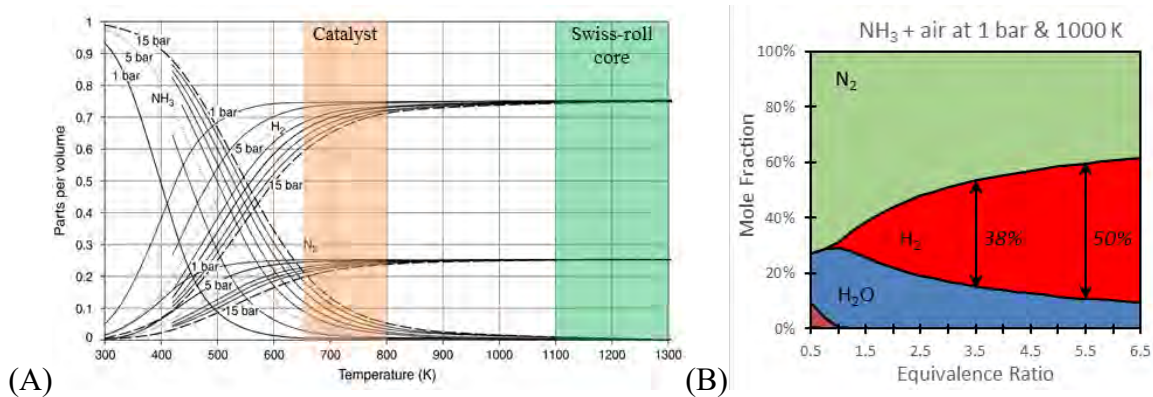 Catalyst
Swiss-roll
core
15 bar
5 bar
1 bar
NH3
1 bar
H2
5 bar
15 bar
N2
1 bar
5 bar
15 bar
1
0.9
0.8
0.7
0.6
0.5
0.4
0.3
0.2
0.1
0
Parts per volume
300 400 500 600 700 800 900 1000 1100 1200 1300
Temperature (K)
(A)
NH3 + air at 1 bar & 1000 K
100%
80%
60%
40%
20%
0%
Mole Fraction
N2
H2
38%
50%
H2O
0.5 1.5 2.5 3.5 4.5 5.5 6.5
Equivalence Ratio
(B)